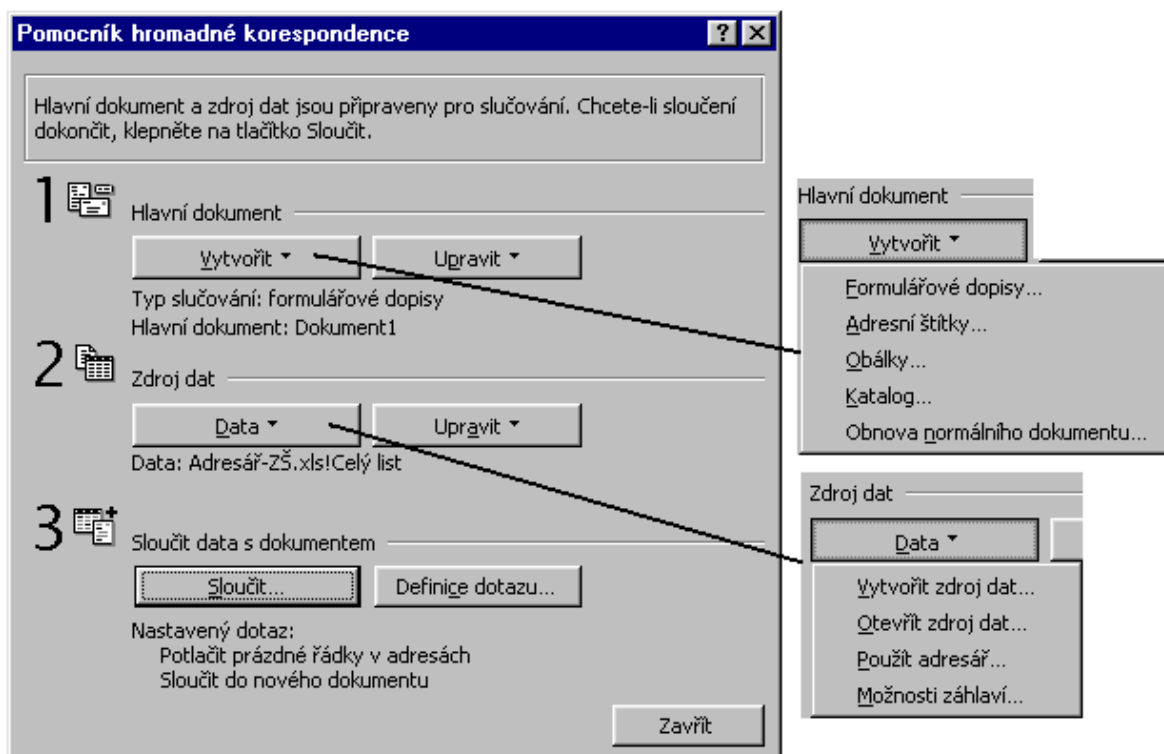 Pomocník hromadné korespondence
Hlavní dokument a zdroj dat jsou připraveny pro slučování. Chcete-li sloučení
dokončit, klepněte na tlačítko Sloučit.
1
Hlavní dokument
Vytvořit
Upravit
Typ slučování: formulářové dopisy
Hlavní dokument: Dokument1
2
Zdroj dat
Data
Upravit
Data: Adresář-ZŠ.xls!Celý list
3
Sloučit data s dokumentem
Sloučit...
Definice dotazu...
Nastavený dotaz:
Potlačit prázdné řádky v adresách
Sloučit do nového dokumentu
Zavřít
Hlavní dokument
Vytvořit
Formulářové dopisy...
Adresní štítky...
Obálky...
Katalog...
Obnova normálního dokumentu...
Zdroj dat
Data
Vytvořit zdroj dat...
Otevřít zdroj dat...
Použít adresář...
Možnosti záhlaví...